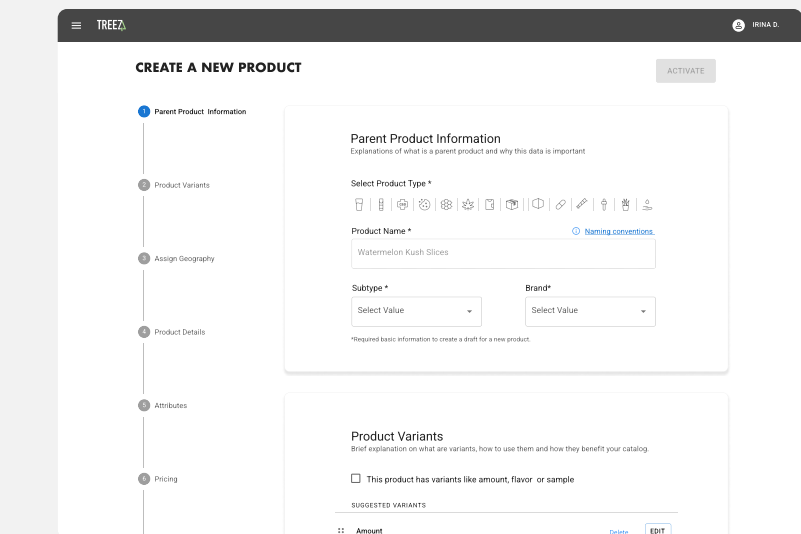 TREEZ
IRINA D.
CREATE A NEW PRODUCT
ACTIVATE
1 Parent Product Information
2 Product Variants
3 Assign Geography
4 Product Details
5 Attributes
6 Pricing
Parent Product Information
Explanations of what is a parent product and why this data is important
Select Product Type *
Product Name *
Naming conventions
Watermelon Kush Slices
Subtype *
Brand*
Select Value
Select Value
*Required basic information to create a draft for a new product.
Product Variants
Brief explanation on what are variants, how to use them and how they benefit your catalog.
This product has variants like amount, flavor or sample
SUGGESTED VARIANTS
Amount
Delete
EDIT